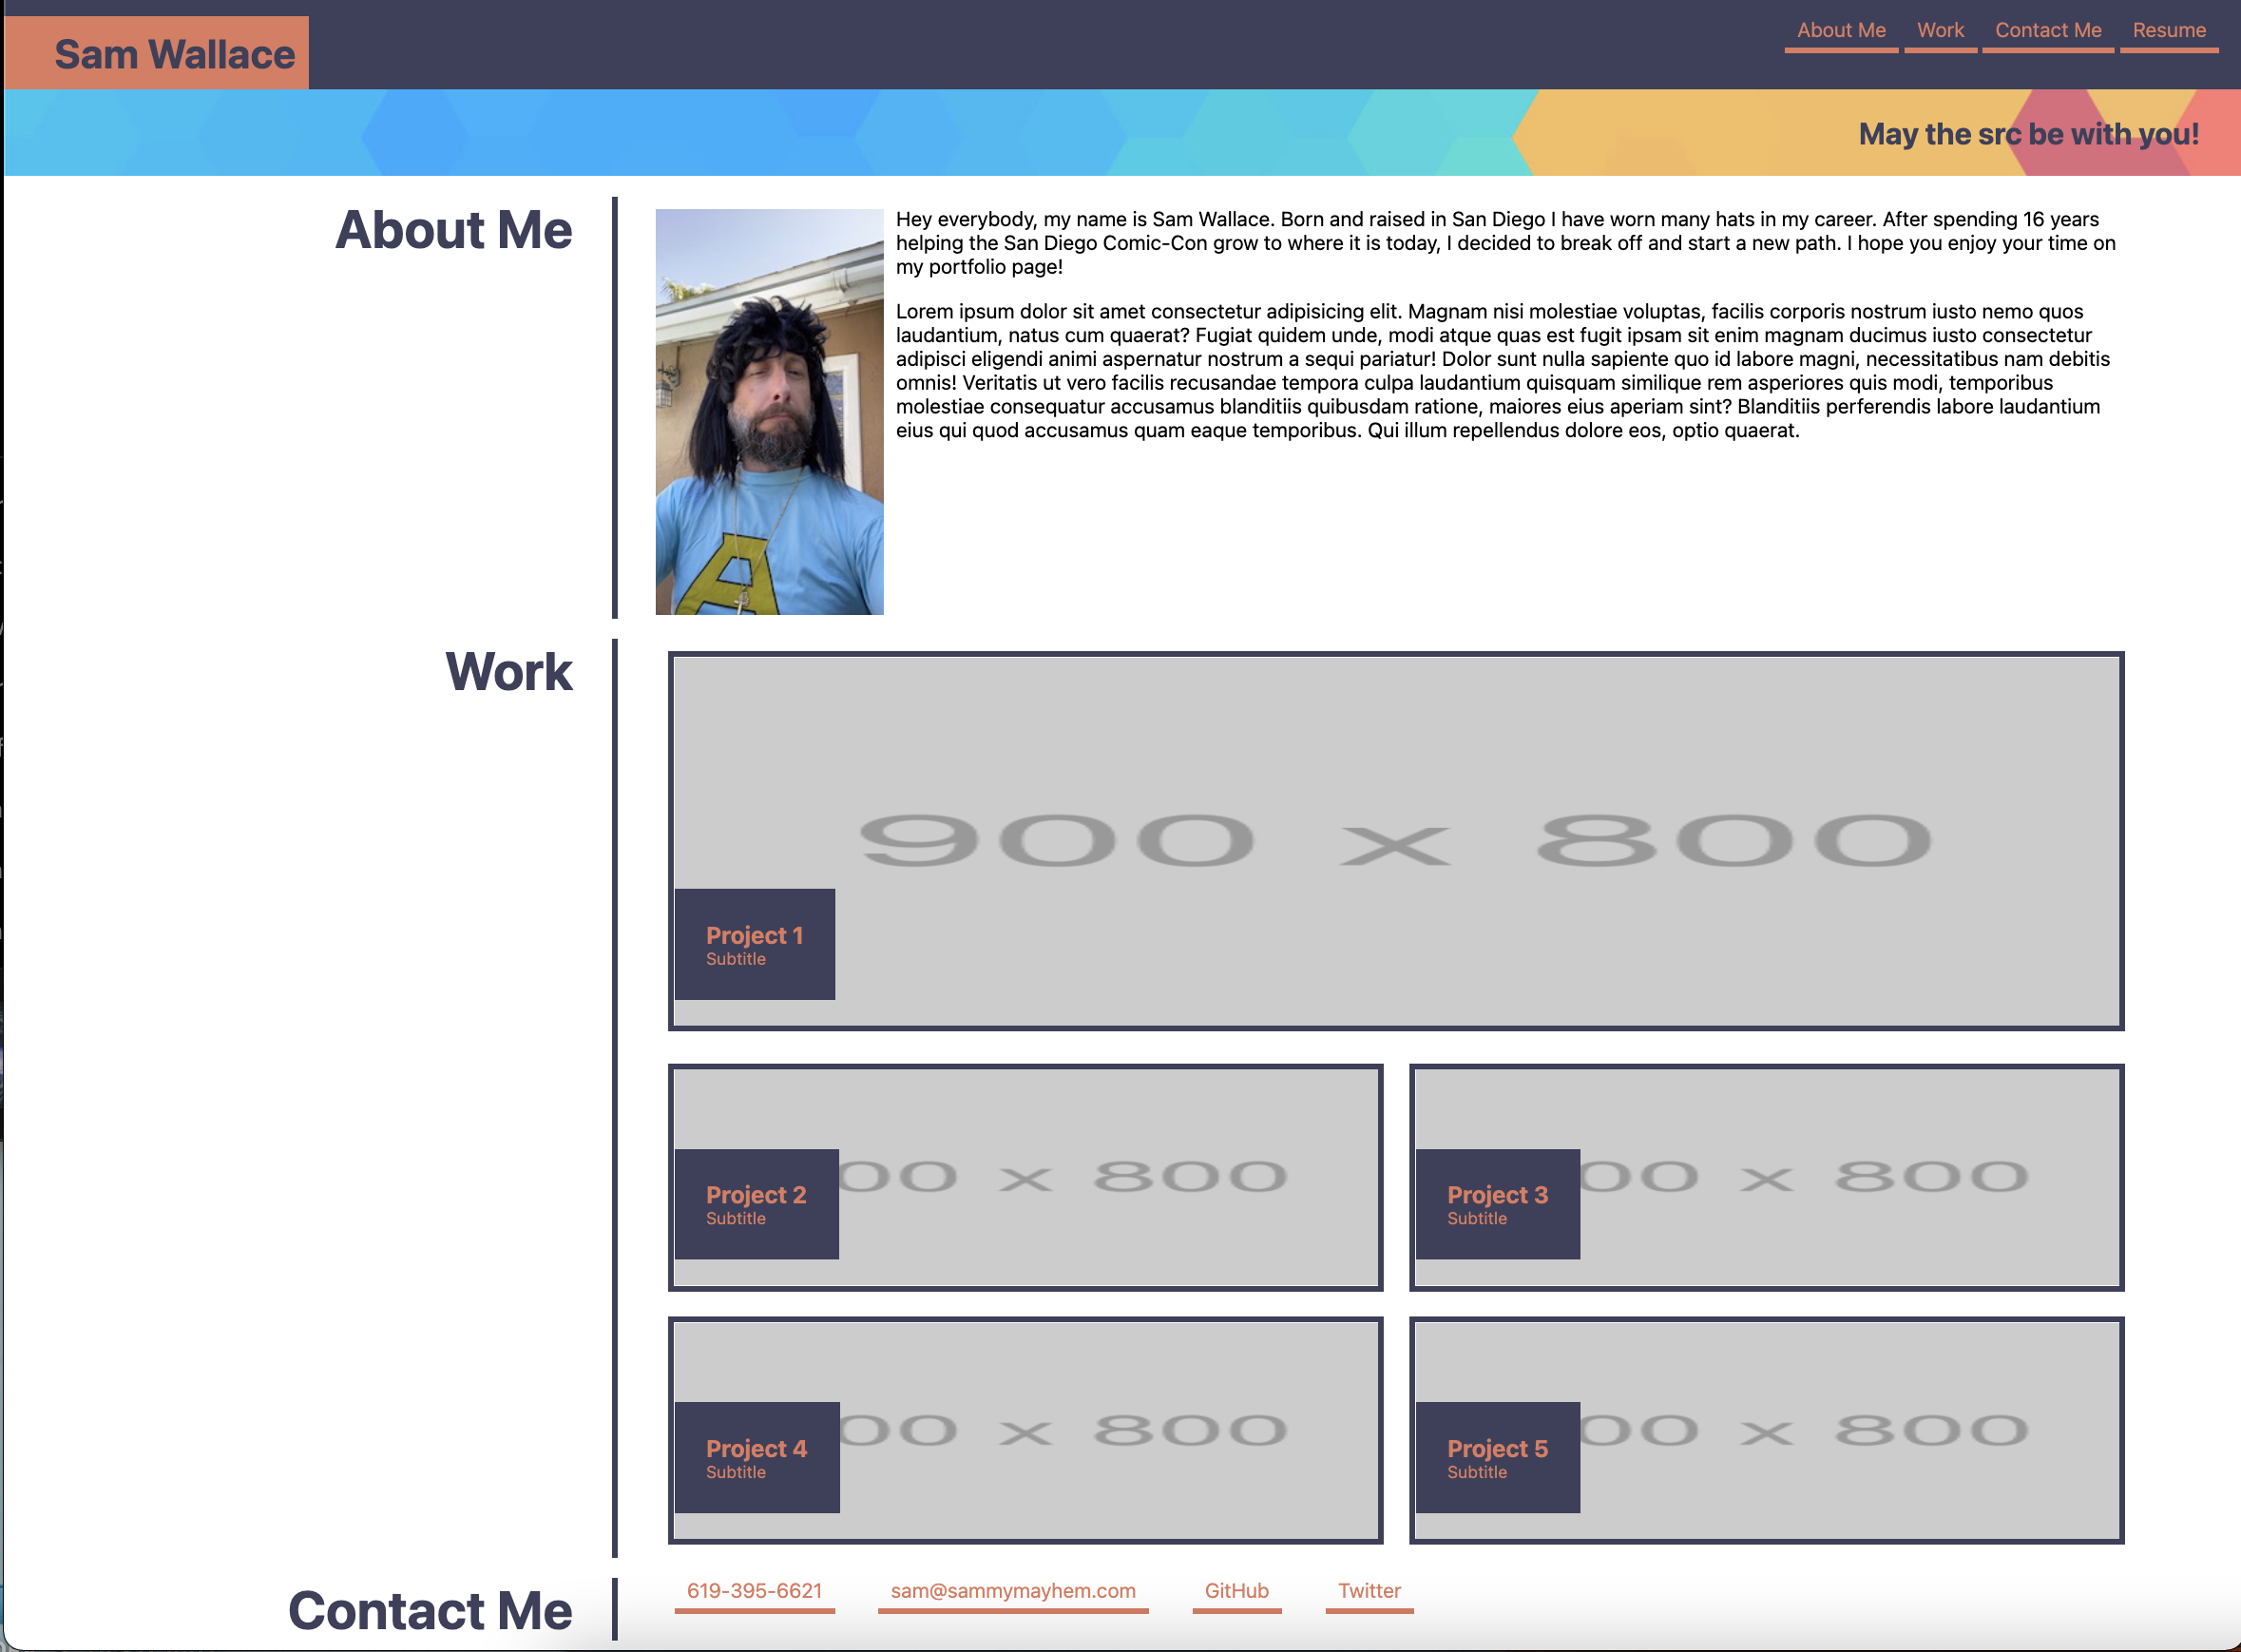 Sam Wallace
About Me
Work
Contact Me
Resume
May the src be with you!
About Me
Hey everybody, my name is Sam Wallace. Born and raised in San Diego I have worn many hats in my career. After spending 16 years
helping the San Diego Comic-Con grow to where it is today, I decided to break off and start a new path. I hope you enjoy your time on
my portfolio page!
Lorem ipsum dolor sit amet consectetur adipisicing elit. Magnam nisi molestiae voluptas, facilis corporis nostrum iusto nemo quos
laudantium, natus cum quaerat? Fugiat quidem unde, modi atque quas est fugit ipsam sit enim magnam ducimus iusto consectetur
adipisci eligendi animi aspernatur nostrum a sequi pariatur! Dolor sunt nulla sapiente quo id labore magni, necessitatibus nam debitis
omnis! Veritatis ut vero facilis recusandae tempora culpa laudantium quisquam similique rem asperiores quis modi, temporibus
molestiae consequatur accusamus blanditiis quibusdam ratione, maiores eius aperiam sint? Blanditiis perferendis labore laudantium
eius qui quod accusamus quam eaque temporibus. Qui illum repellendus dolore eos, optio quaerat.
A
Work
900 x 800
Project 1
Subtitle
00 x 800
Project 2
Subtitle
00 x 800
Project 3
Subtitle
00 x 800
Project 4
Subtitle
00 x 800
Project 5
Subtitle
Contact Me
619-395-6621
sam@sammymayhem.com
GitHub
Twitter